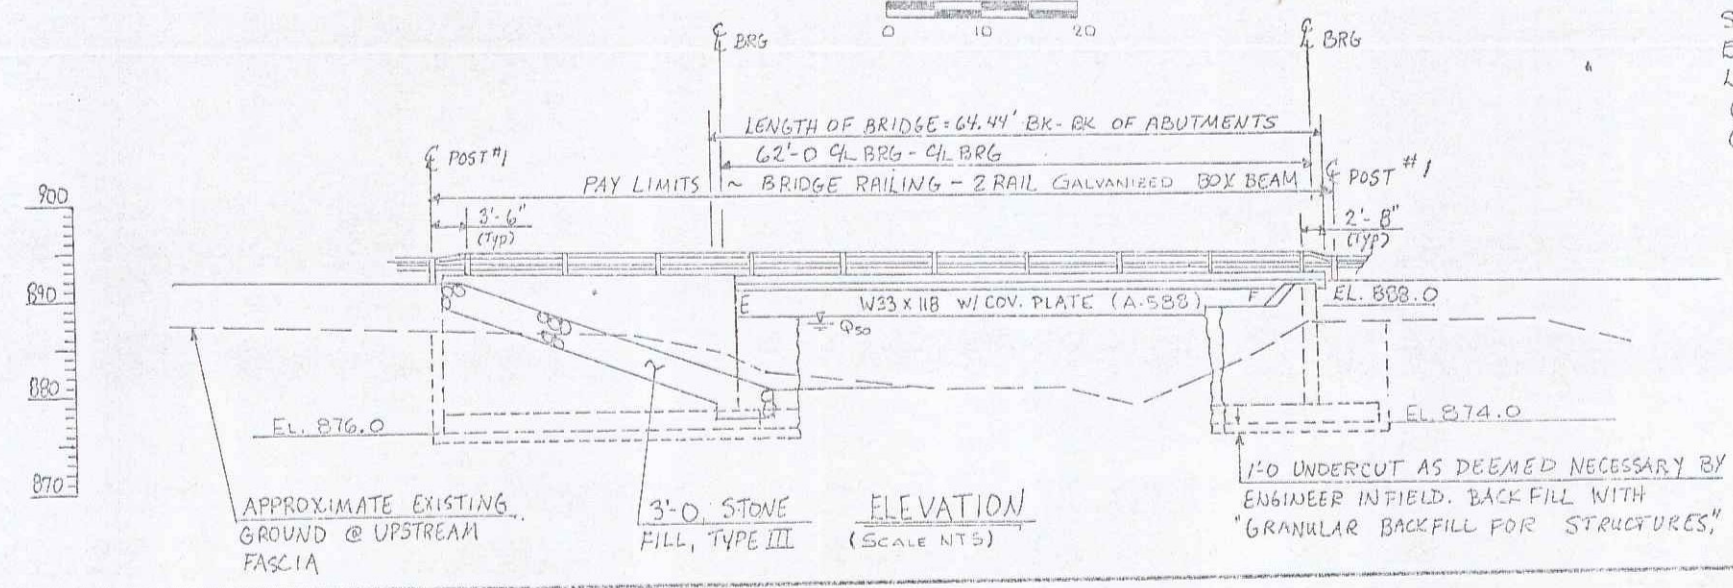 0 10 20
℄ BRG
℄ BRG
LENGTH OF BRIDGE = 64.44' BK-BK OF ABUTMENTS
62'-0 C/L BRG - C/L BRG
℄ POST #1
PAY LIMITS ~ BRIDGE RAILING - 2 RAIL GALVANIZED BOX BEAM
℄ POST #1
900
3'-6"
(TYP)
2'-8"
(TYP)
890
E
W33 x 118 W/ COV. PLATE (A-588)
F
EL. 888.0
Q50
880
EL. 876.0
EL. 874.0
870
APPROXIMATE EXISTING
GROUND @ UPSTREAM
FASCIA
3'-0, STONE
FILL, TYPE III
ELEVATION
(SCALE NTS)
1'-0 UNDERCUT AS DEEMED NECESSARY BY
ENGINEER IN FIELD. BACKFILL WITH
"GRANULAR BACKFILL FOR STRUCTURES,"
S
E
L
(
(